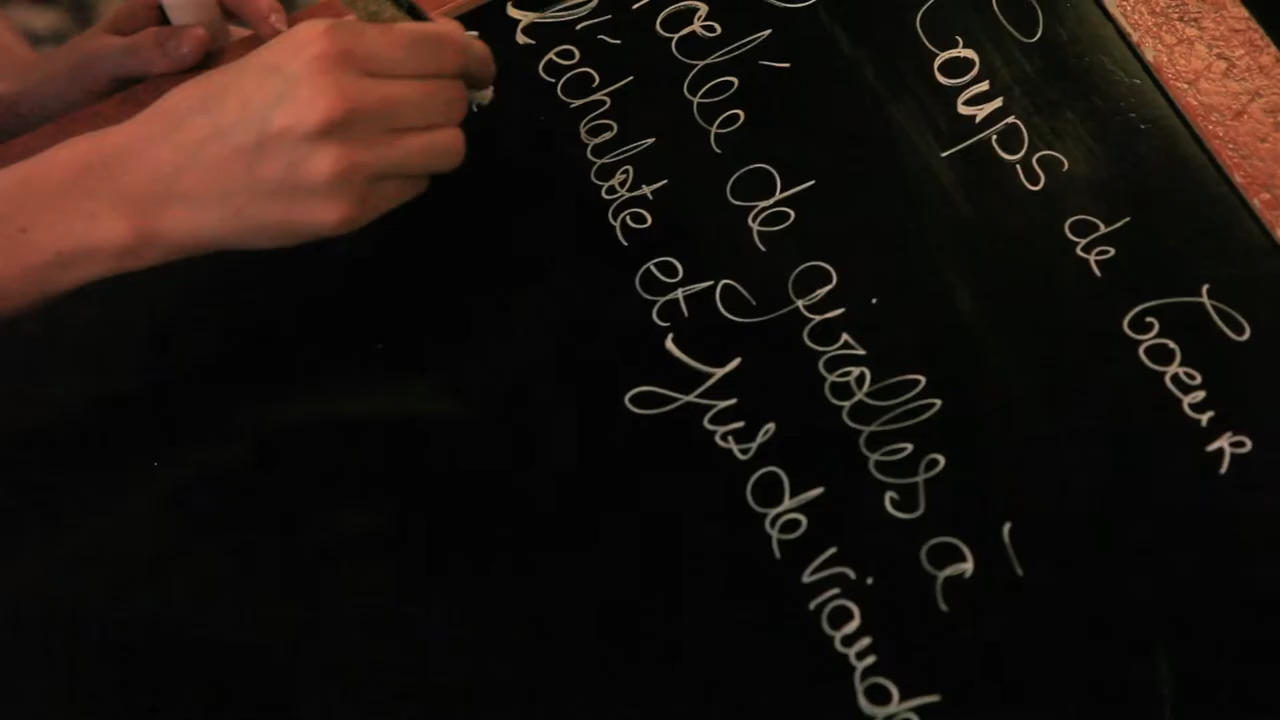 Coups de Coeur
Poêlée de girolles à
l'échalote et Jus de viande